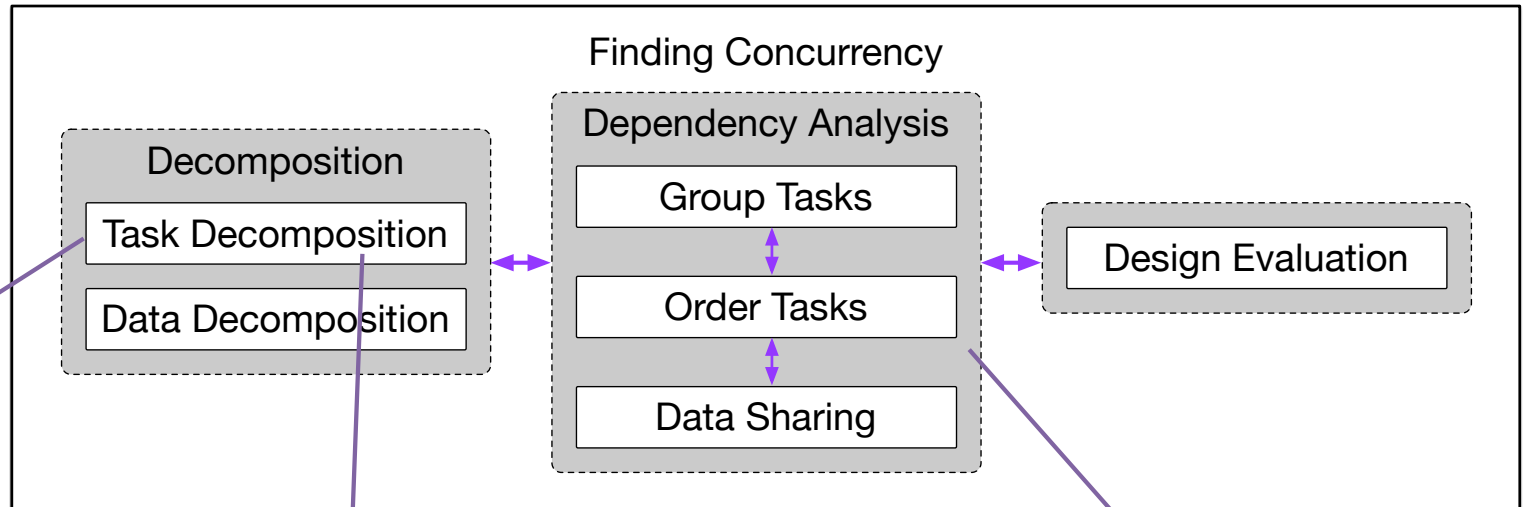 Finding Concurrency
Decomposition
Task Decomposition
Data Decomposition
Dependency Analysis
Group Tasks
Order Tasks
Data Sharing
Design Evaluation